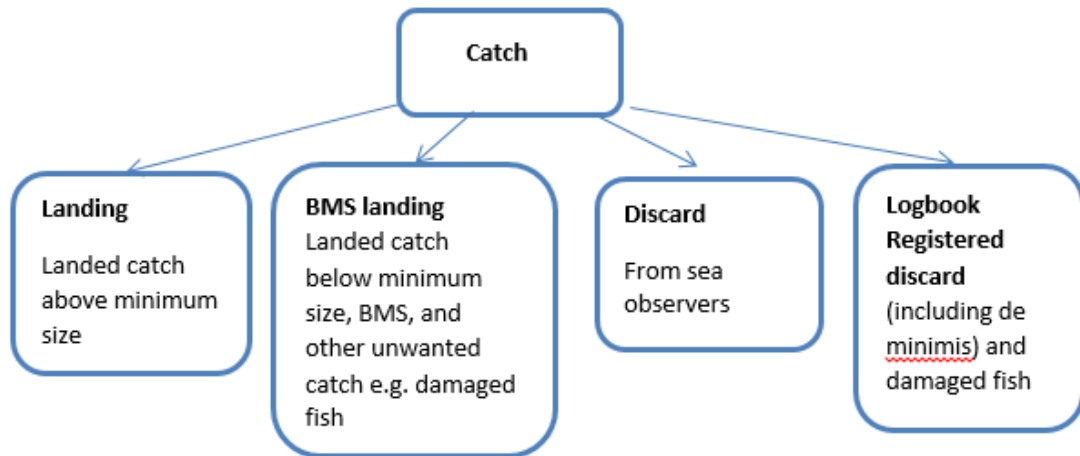 Catch
Landing
Landed catch
above minimum
size
BMS landing
Landed catch
below minimum
size, BMS, and
other unwanted
catch e.g. damaged
fish
Discard
From sea
observers
Logbook
Registered
discard
(including de
minimis) and
damaged fish